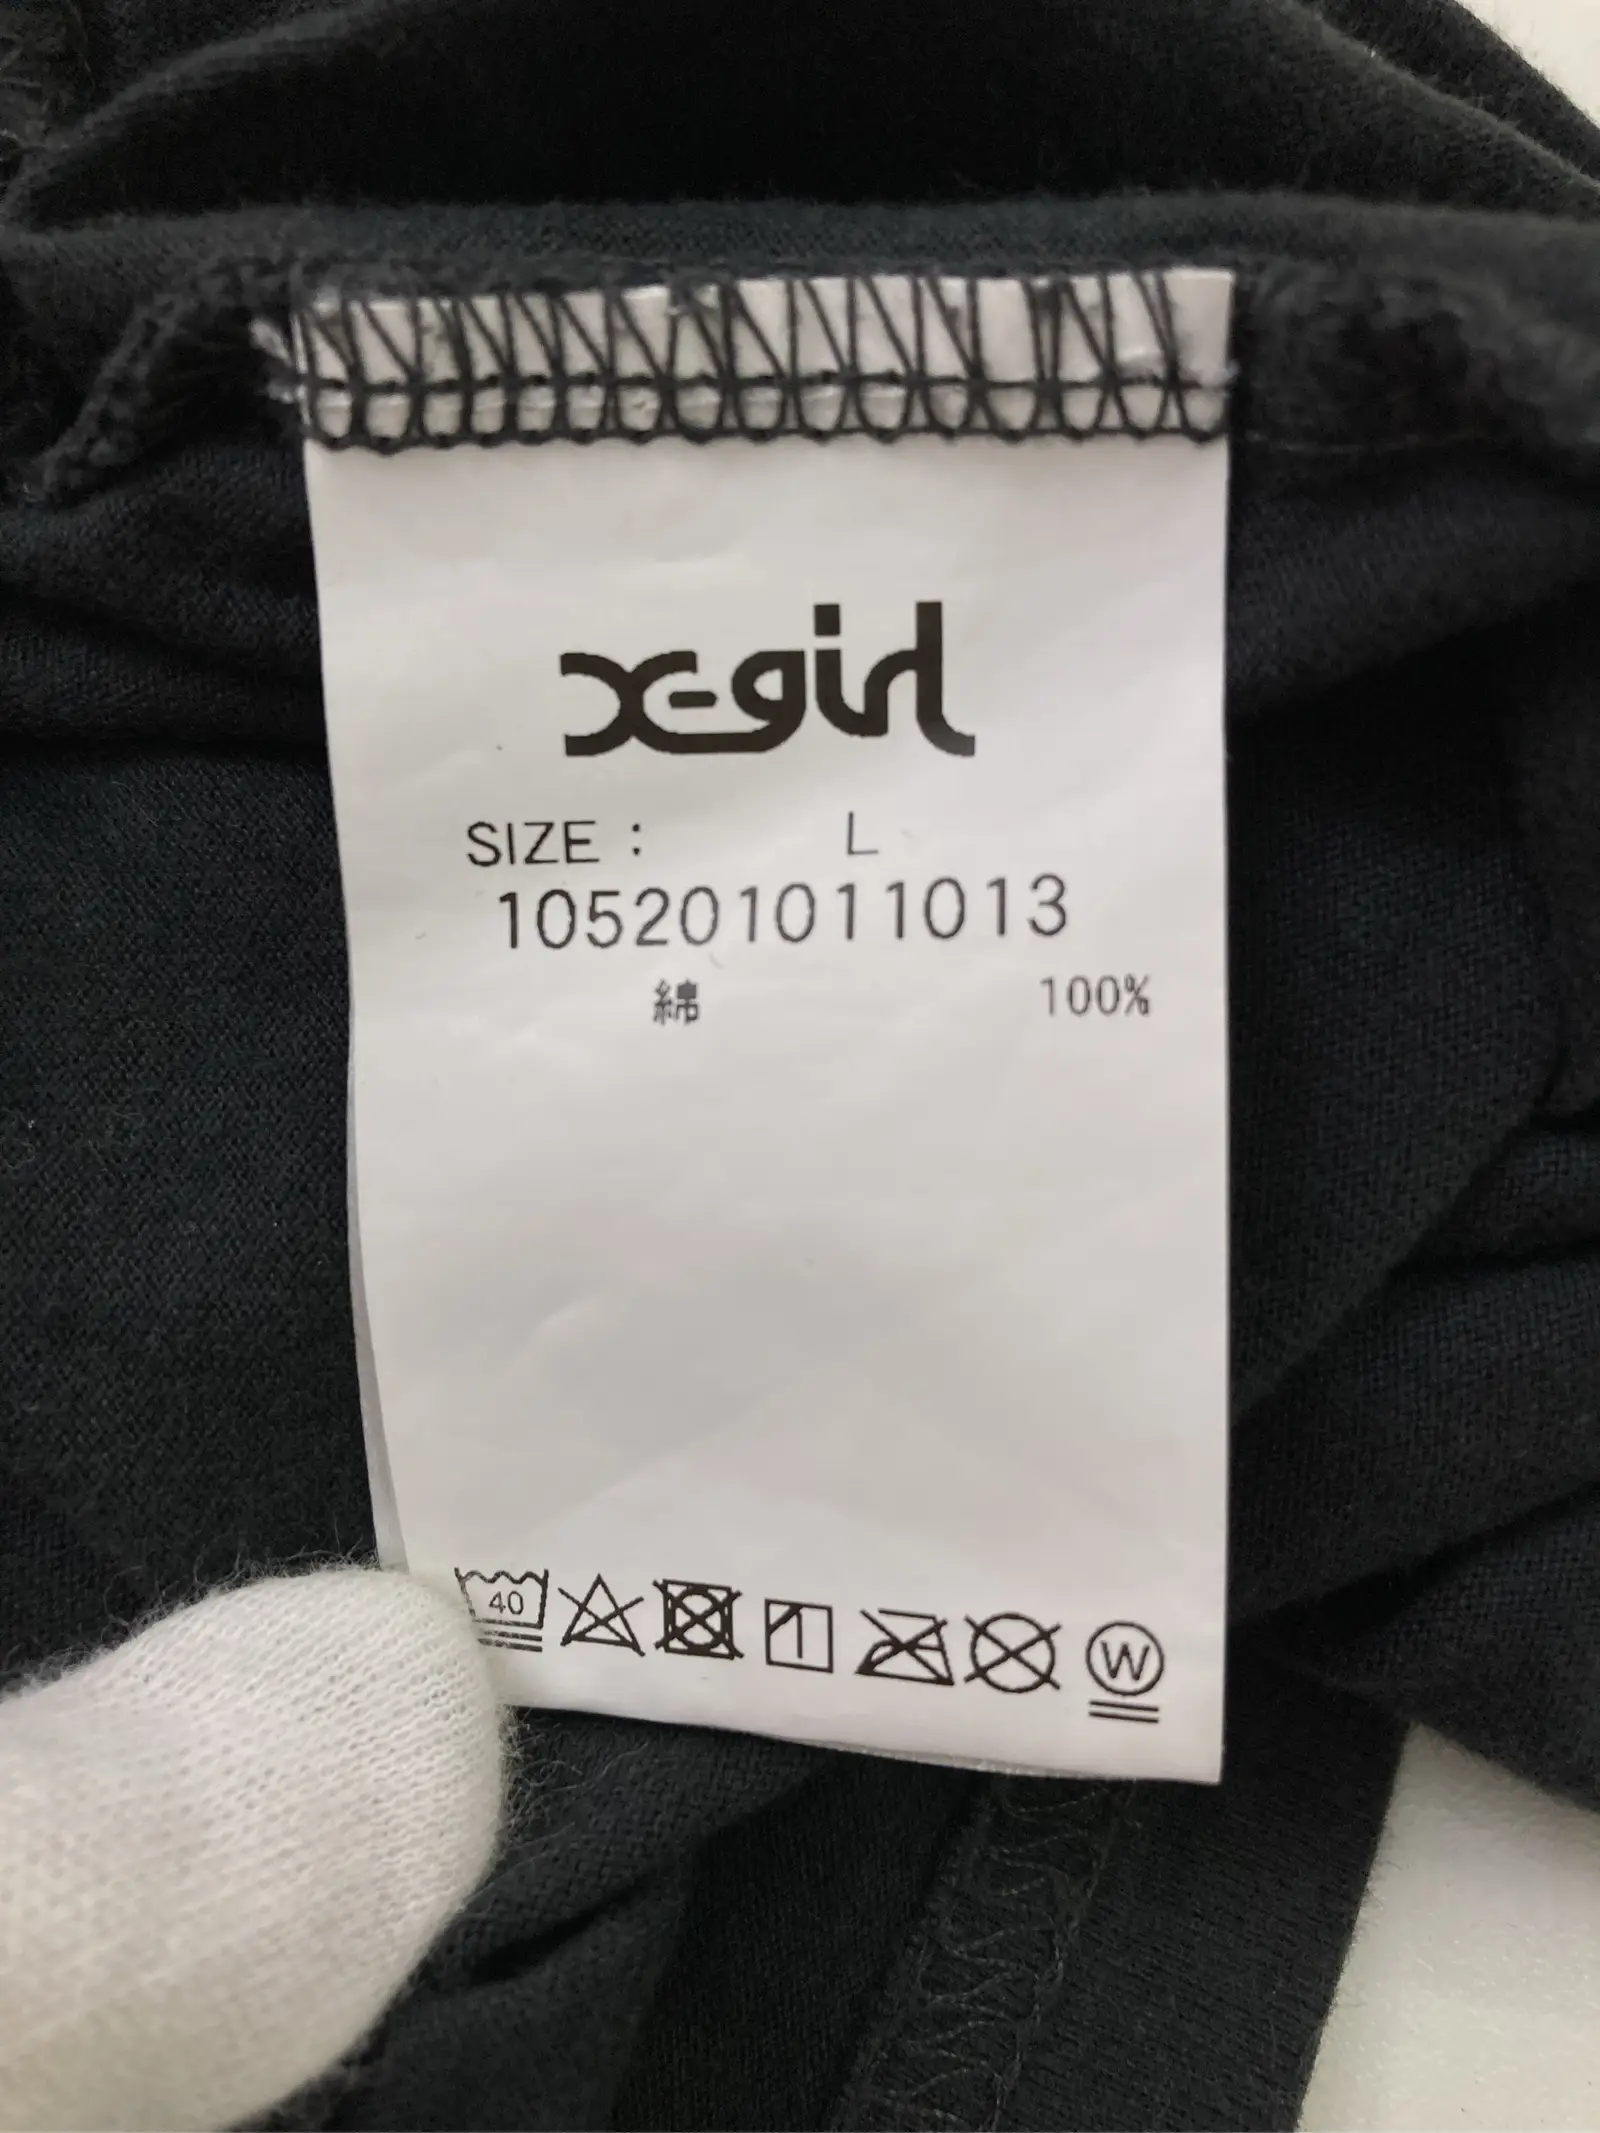 X-girl
SIZE : L
105201011013
綿 100%
40
W